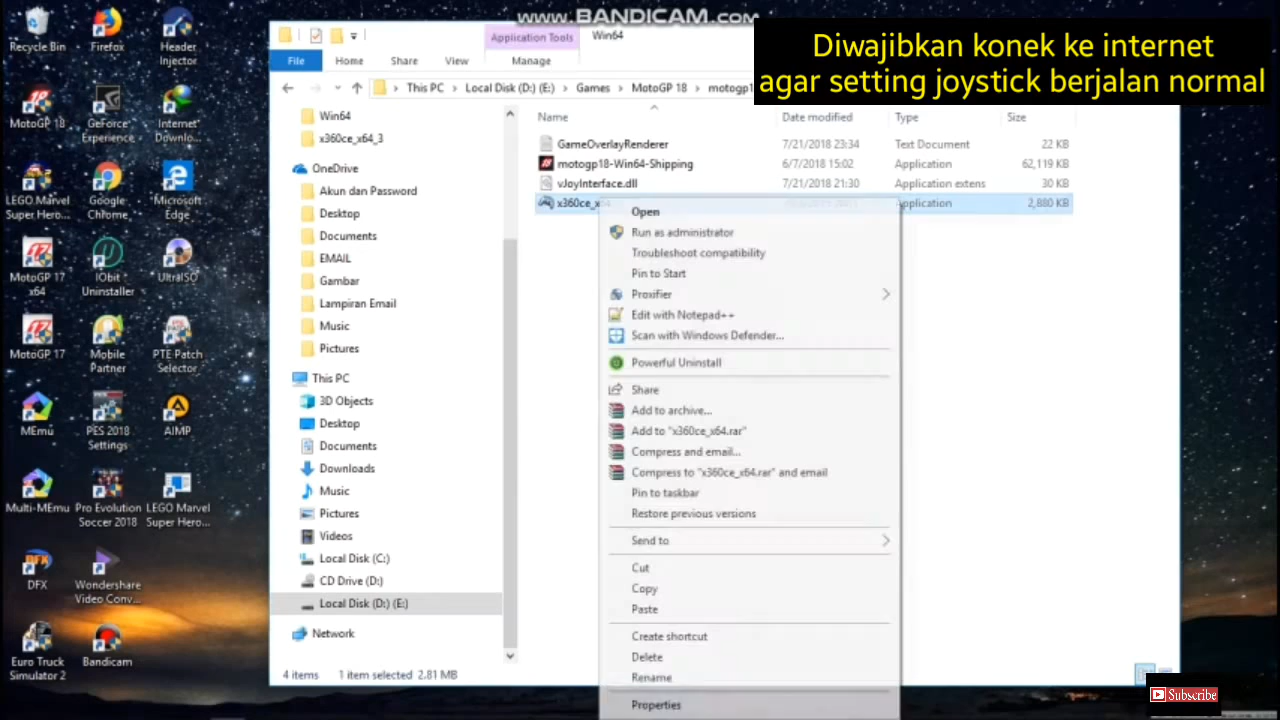 www.BANDICAM.com
Diwajibkan konek ke internet
agar setting joystick berjalan normal
Recycle Bin
Firefox
Header
Injector
MotoGP 18
GeForce
Experience
Internet
Downlo...
LEGO Marvel
Super Hero...
Google
Chrome
Microsoft
Edge
MotoGP 17
x64
IObit
Uninstaller
UltraISO
MotoGP 17
Mobile
Partner
PTE Patch
Selector
MEmu
PES 2018
Settings
AIMP
Multi-MEmu
Pro Evolution
Soccer 2018
LEGO Marvel
Super Hero...
DFX
Wondershare
Video Conv...
Euro Truck
Simulator 2
Bandicam
Application Tools
Win64
File
Home
Share
View
Manage
This PC
Local Disk (D:) (E:)
Games
MotoGP 18
motogp1
Win64
x360ce_x64_3
OneDrive
Akun dan Password
Desktop
Documents
EMAIL
Gambar
Lampiran Email
Music
Pictures
This PC
3D Objects
Desktop
Documents
Downloads
Music
Pictures
Videos
Local Disk (C:)
CD Drive (D:)
Local Disk (D:) (E:)
Network
Name Date modified Type Size
GameOverlayRenderer 7/21/2018 23:34 Text Document 22 KB
motogp18-Win64-Shipping 6/7/2018 15:02 Application 62,119 KB
vJoyInterface.dll 7/21/2018 21:30 Application extens 30 KB
x360ce_x64 Application 2,880 KB
Open
Run as administrator
Troubleshoot compatibility
Pin to Start
Proxifier
Edit with Notepad++
Scan with Windows Defender...
Powerful Uninstall
Share
Add to archive...
Add to "x360ce_x64.rar"
Compress and email...
Compress to "x360ce_x64.rar" and email
Pin to taskbar
Restore previous versions
Send to
Cut
Copy
Paste
Create shortcut
Delete
Rename
Properties
4 items 1 item selected 2.81 MB
Subscribe